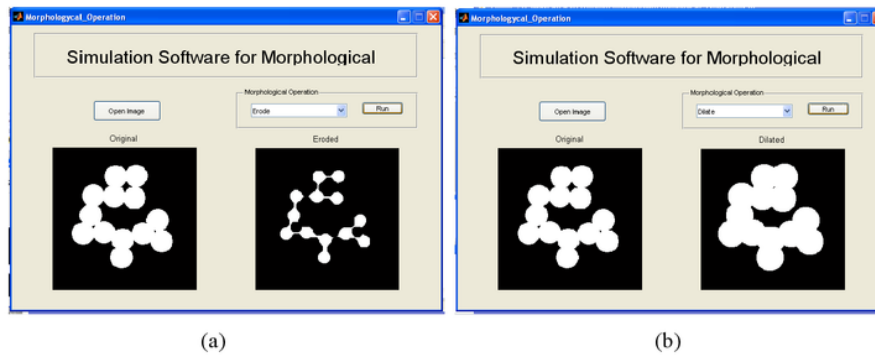 Morphologycal_Operation
Simulation Software for Morphological
Morphological Operation
Open Image
Erode
Run
Original
Eroded
(a)
Morphologycal_Operation
Simulation Software for Morphological
Morphological Operation
Open Image
Dilate
Run
Original
Dilated
(b)